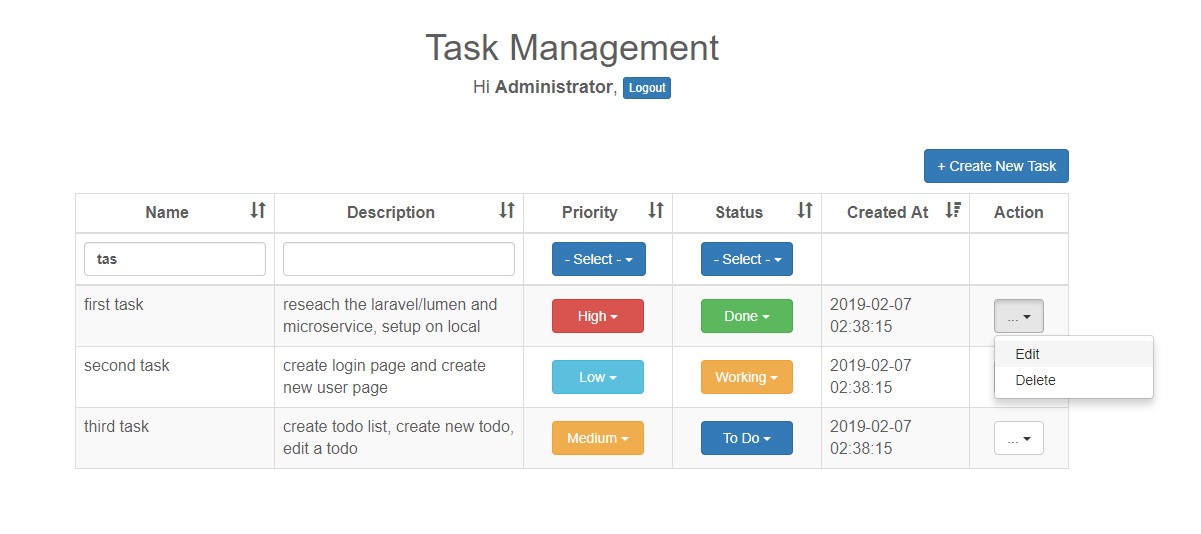 Task Management
Hi Administrator, Logout
+ Create New Task
Name Description Priority Status Created At Action
tas - Select - - Select -
first task reseach the laravel/lumen and High Done 2019-02-07 ...
microservice, setup on local 02:38:15
Edit
second task create login page and create Low Working 2019-02-07
Delete
new user page 02:38:15
third task create todo list, create new todo, Medium To Do 2019-02-07 ...
edit a todo 02:38:15